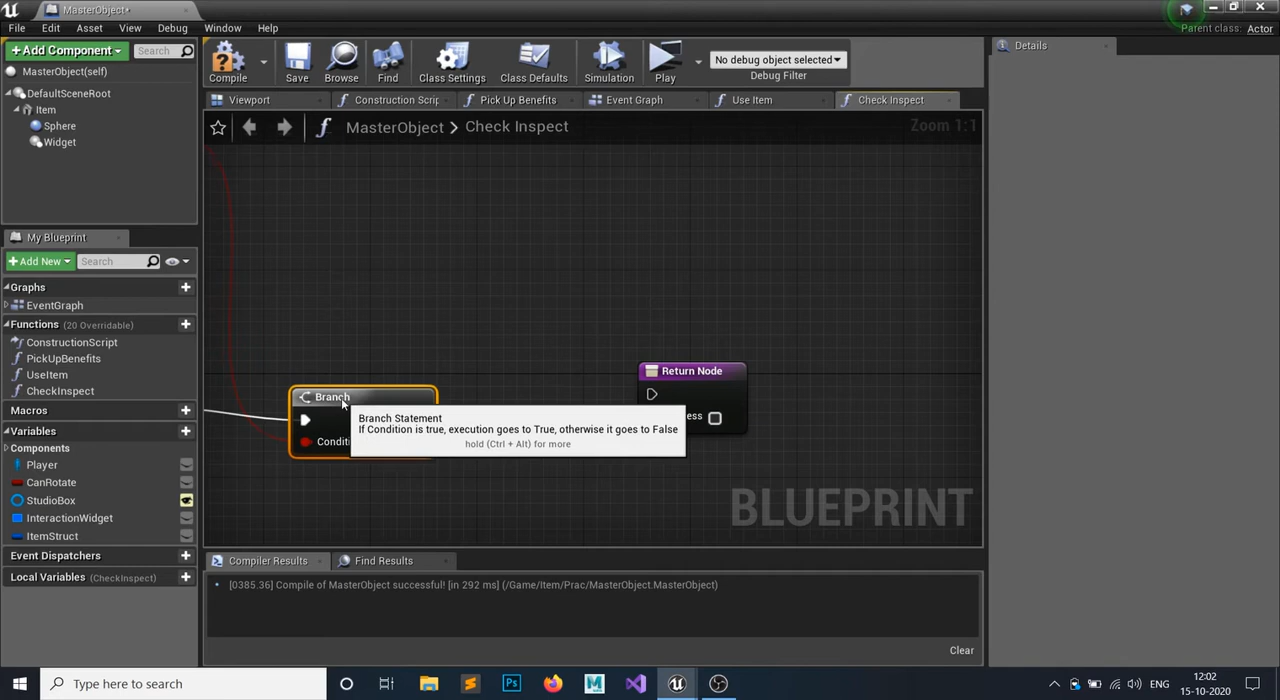 MasterObject*
File Edit Asset View Debug Window Help
Parent class: Actor
Add Component
Search
MasterObject(self)
DefaultSceneRoot
Item
Sphere
Widget
Compile
Save
Browse
Find
Class Settings
Class Defaults
Simulation
Play
No debug object selected
Debug Filter
Details
Viewport
Construction Scrip
Pick Up Benefits
Event Graph
Use Item
Check Inspect
MasterObject > Check Inspect
Zoom 1:1
Branch
Conditi
Branch Statement
If Condition is true, execution goes to True, otherwise it goes to False
hold (Ctrl + Alt) for more
Return Node
ess
BLUEPRINT
My Blueprint
Add New
Search
Graphs
EventGraph
Functions (20 Overridable)
ConstructionScript
PickUpBenefits
UseItem
CheckInspect
Macros
Variables
Components
Player
CanRotate
StudioBox
InteractionWidget
ItemStruct
Event Dispatchers
Local Variables (CheckInspect)
Compiler Results
Find Results
[0385.36] Compile of MasterObject successful! [in 292 ms] (/Game/Item/Prac/MasterObject.MasterObject)
Clear
Type here to search
ENG
12:02
15-10-2020